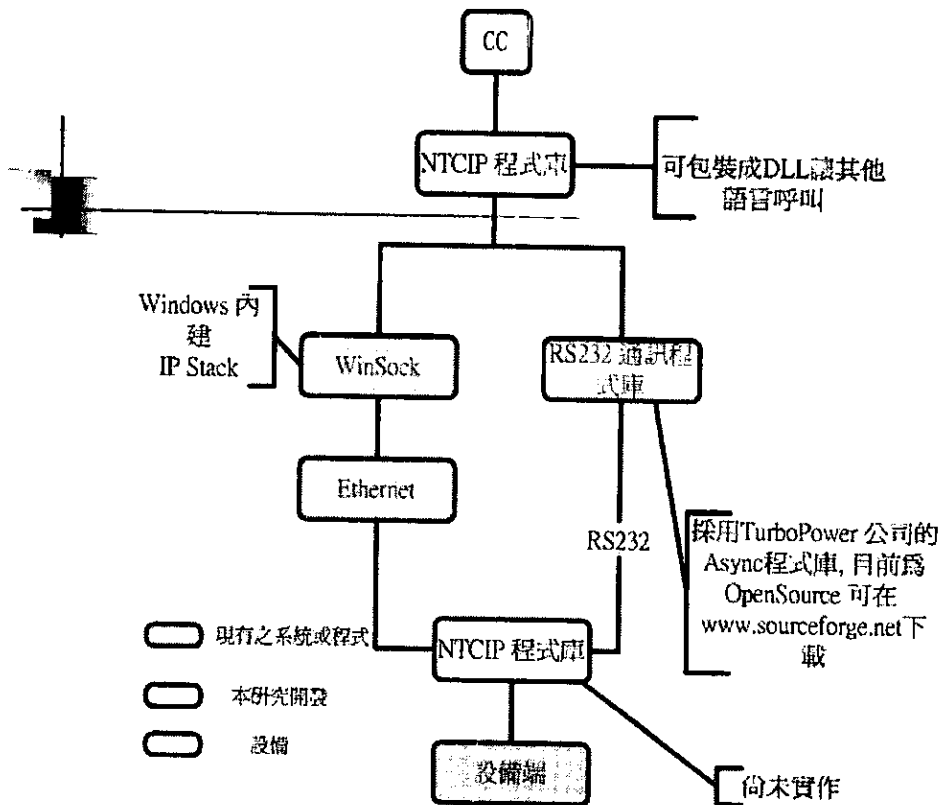 CC
NTCIP 程式庫
可包裝成DLL讓其他
語言呼叫
Windows 內
建
IP Stack
WinSock
RS232 通訊程
式庫
Ethernet
RS232
採用TurboPower 公司的
Async程式庫, 目前為
OpenSource 可在
www.sourceforge.net下
載
現有之系統或程式
NTCIP 程式庫
本研究開發
設備
設備端
尚未實作